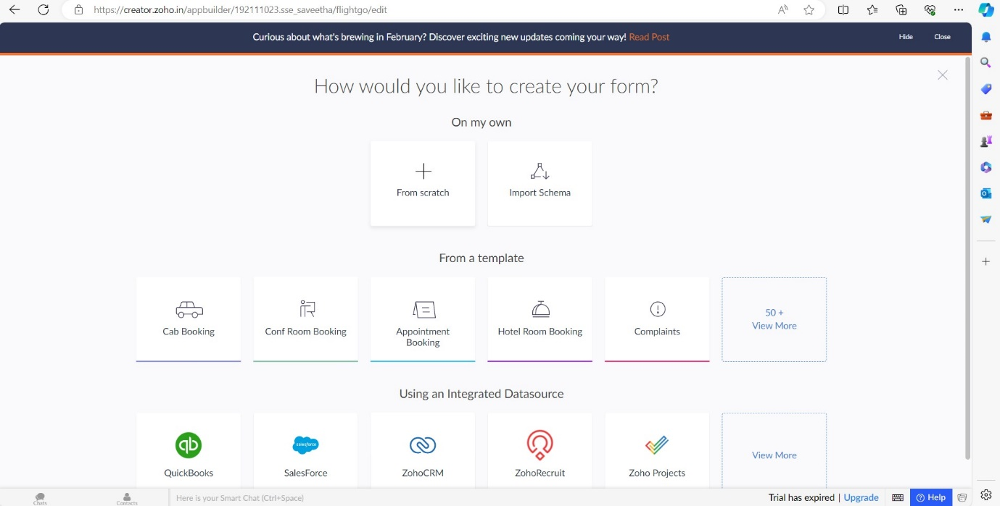 https://creator.zoho.in/appbuilder/192111023.sse_saveetha/flightgo/edit
Curious about what's brewing in February? Discover exciting new updates coming your way! Read Post
Hide
Close
How would you like to create your form?
On my own
From scratch
Import Schema
From a template
Cab Booking
Conf Room Booking
Appointment
Booking
Hotel Room Booking
Complaints
50 +
View More
Using an Integrated Datasource
qb
QuickBooks
salesforce
SalesForce
ZohoCRM
ZohoRecruit
Zoho Projects
View More
Chats
Contacts
Here is your Smart Chat (Ctrl+Space)
Trial has expired | Upgrade
Help